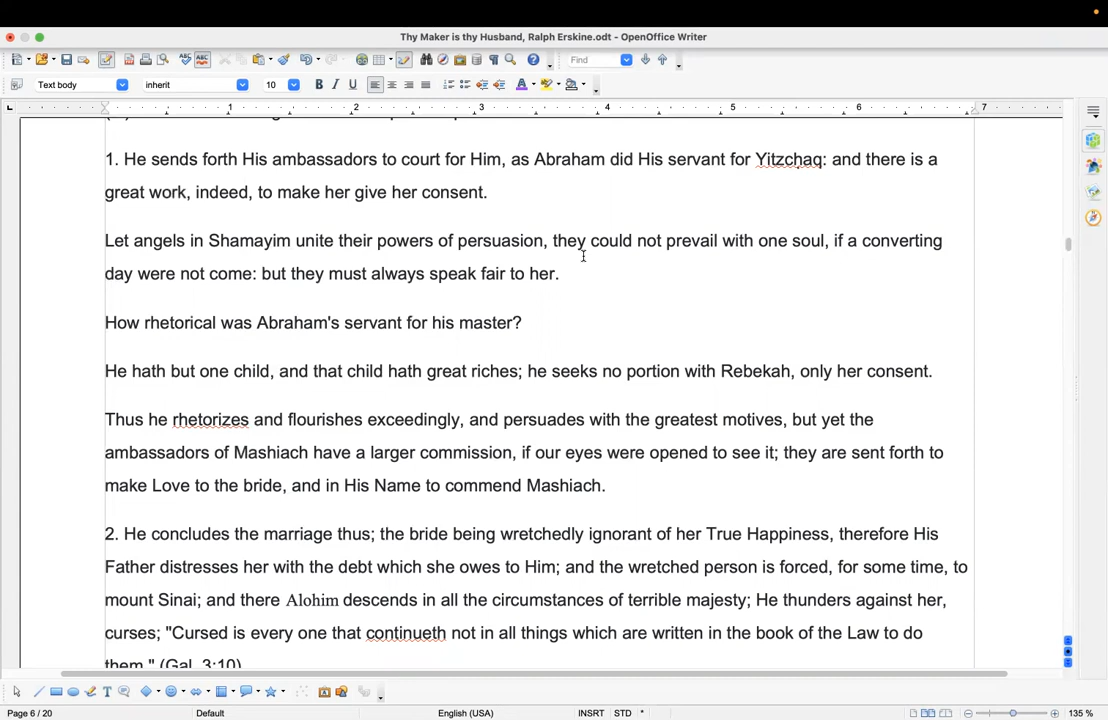 Thy Maker is thy Husband, Ralph Erskine.odt - OpenOffice Writer
Find
Text body
inherit
10
B I U
1 2 3 4 5 6 7
1. He sends forth His ambassadors to court for Him, as Abraham did His servant for Yitzchaq: and there is a
great work, indeed, to make her give her consent.
Let angels in Shamayim unite their powers of persuasion, they could not prevail with one soul, if a converting
day were not come: but they must always speak fair to her.
How rhetorical was Abraham's servant for his master?
He hath but one child, and that child hath great riches; he seeks no portion with Rebekah, only her consent.
Thus he rhetorizes and flourishes exceedingly, and persuades with the greatest motives, but yet the
ambassadors of Mashiach have a larger commission, if our eyes were opened to see it; they are sent forth to
make Love to the bride, and in His Name to commend Mashiach.
2. He concludes the marriage thus; the bride being wretchedly ignorant of her True Happiness, therefore His
Father distresses her with the debt which she owes to Him; and the wretched person is forced, for some time, to
mount Sinai; and there Alohim descends in all the circumstances of terrible majesty; He thunders against her,
curses; "Cursed is every one that continueth not in all things which are written in the book of the Law to do
them." (Gal. 3:10)
Page 6 / 20
Default
English (USA)
INSRT
STD
*
135 %